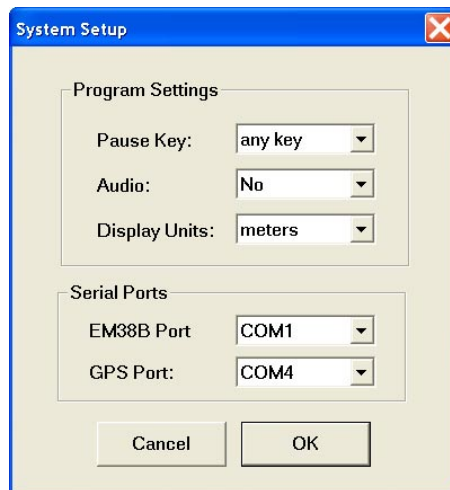 System Setup
Program Settings
Pause Key: any key
Audio: No
Display Units: meters
Serial Ports
EM38B Port COM1
GPS Port: COM4
Cancel OK